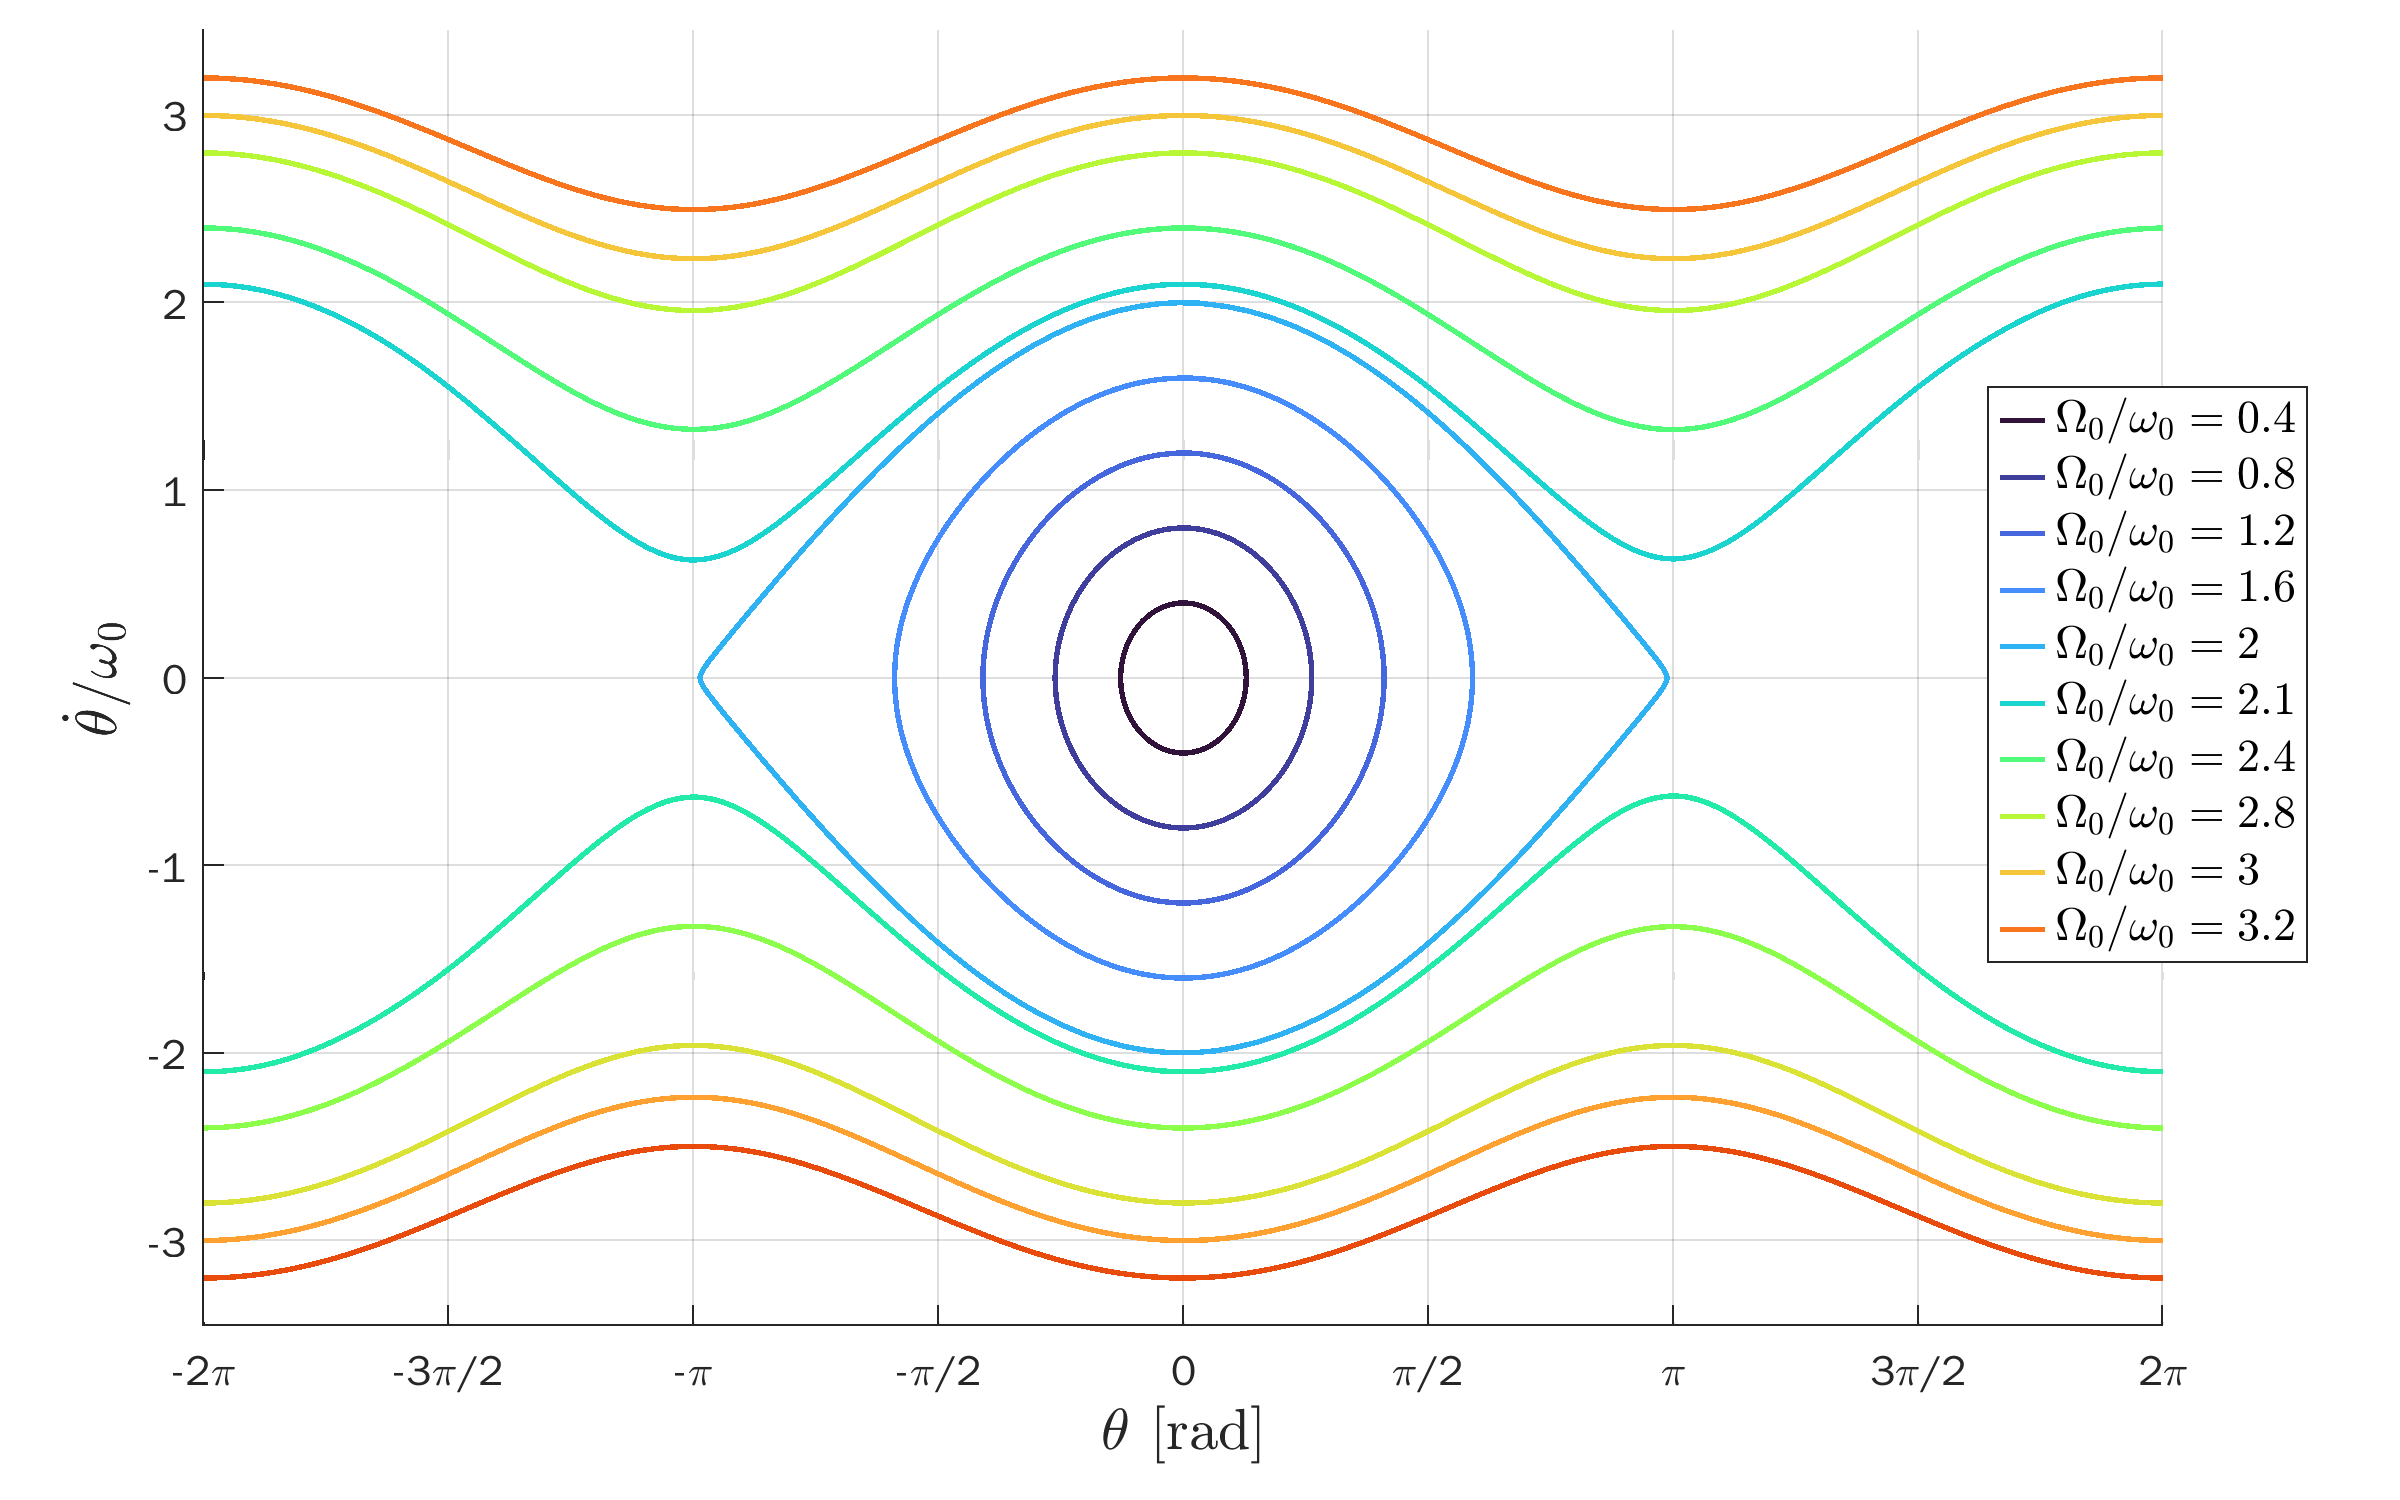 3
2
1
0
-1
-2
-3
θ̇/ω₀
Ω₀/ω₀ = 0.4
Ω₀/ω₀ = 0.8
Ω₀/ω₀ = 1.2
Ω₀/ω₀ = 1.6
Ω₀/ω₀ = 2
Ω₀/ω₀ = 2.1
Ω₀/ω₀ = 2.4
Ω₀/ω₀ = 2.8
Ω₀/ω₀ = 3
Ω₀/ω₀ = 3.2
-2π -3π/2 -π -π/2 0 π/2 π 3π/2 2π
θ [rad]